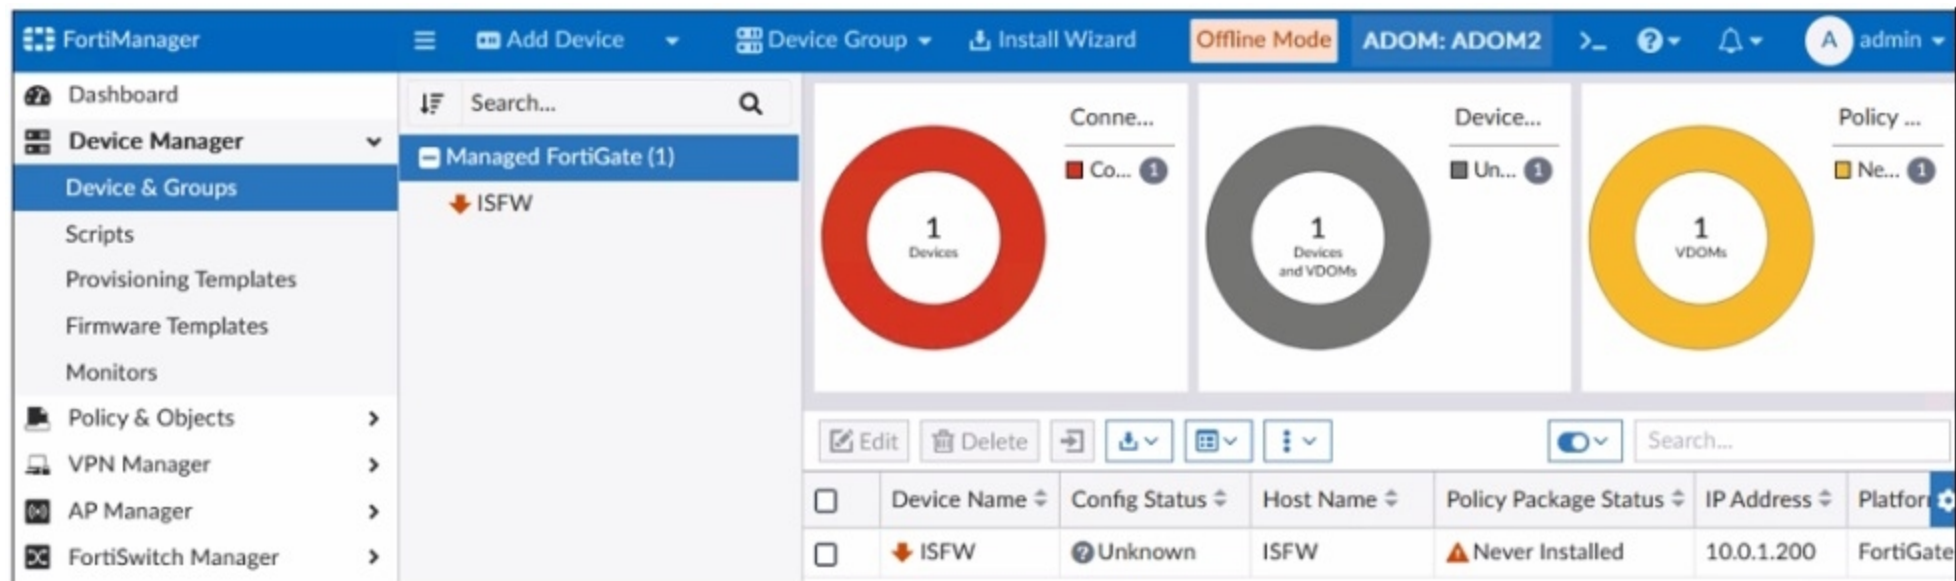 FortiManager
Add Device
Device Group
Install Wizard
Offline Mode
ADOM: ADOM2
>_
?
A
admin
Dashboard
Device Manager
Device & Groups
Scripts
Provisioning Templates
Firmware Templates
Monitors
Policy & Objects
VPN Manager
AP Manager
FortiSwitch Manager
Search...
Managed FortiGate (1)
ISFW
1
Devices
Conne...
Co... 1
1
Devices
and VDOMs
Device...
Un... 1
1
VDOMs
Policy ...
Ne... 1
Edit
Delete
Search...
Device Name Config Status Host Name Policy Package Status IP Address Platfor
ISFW Unknown ISFW Never Installed 10.0.1.200 FortiGate